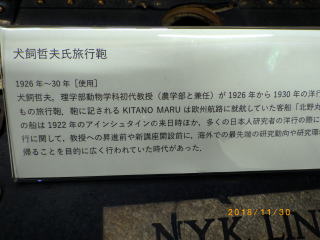 犬飼哲夫氏旅行鞄
1926年~30年［使用］
犬飼哲夫，理学部動物学科初代教授（農学部と兼任）が1926年から1930年の洋行
もの旅行鞄，鞄に記される KITANO MARU は欧州航路に就航していた客船「北野丸
の船は1922年のアインシュタインの来日時ほか，多くの日本人研究者の洋行の際に
行に関して，教授への昇進前や新講座開設前に，海外での最先端の研究動向や研究環
帰ることを目的に広く行われていた時代があった．
NYK LIN
2018/11/30